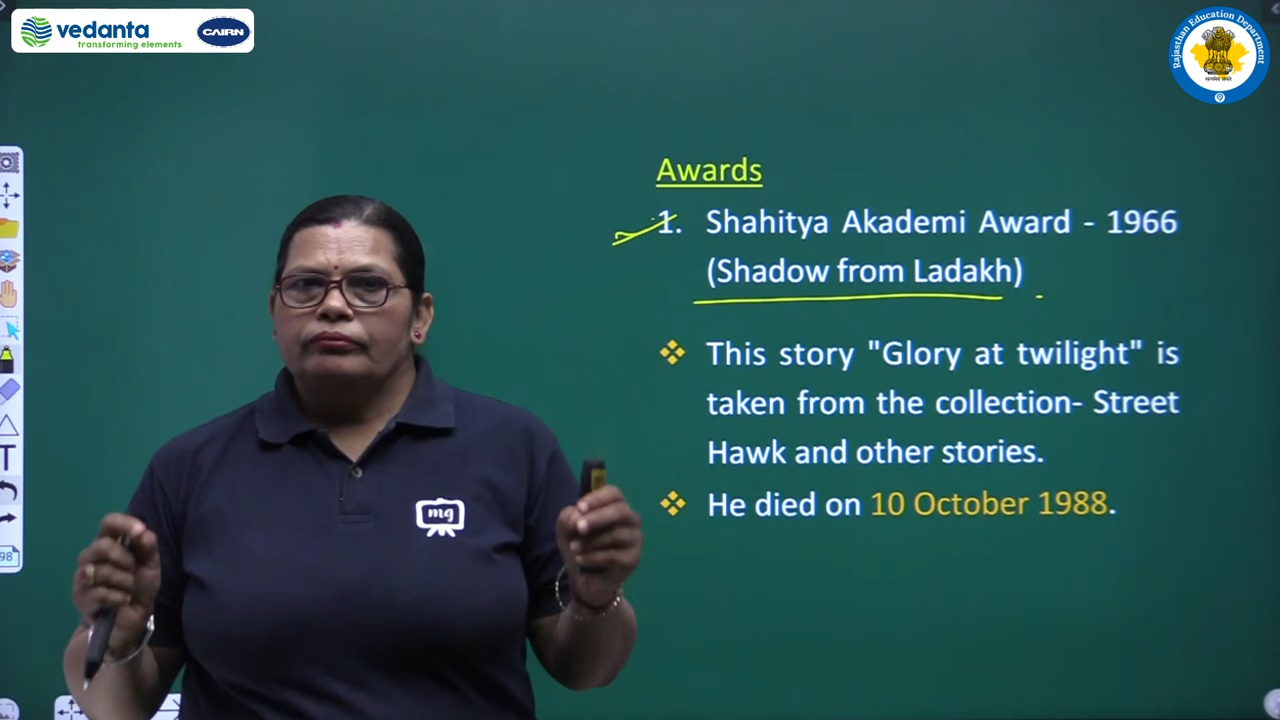 vedanta
transforming elements
CAIRN
Rajasthan Education Department
Awards
1. Shahitya Akademi Award - 1966
(Shadow from Ladakh)
❖ This story "Glory at twilight" is
taken from the collection- Street
Hawk and other stories.
❖ He died on 10 October 1988.
mg
T
98